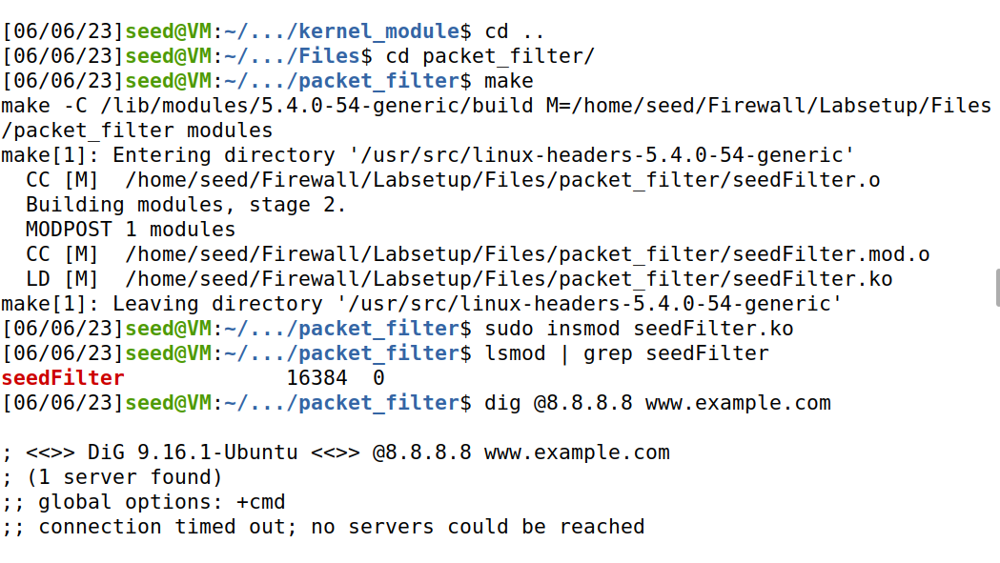 [06/06/23]seed@VM:~/.../kernel_module$ cd ..
[06/06/23]seed@VM:~/.../Files$ cd packet_filter/
[06/06/23]seed@VM:~/.../packet_filter$ make
make -C /lib/modules/5.4.0-54-generic/build M=/home/seed/Firewall/Labsetup/Files
/packet_filter modules
make[1]: Entering directory '/usr/src/linux-headers-5.4.0-54-generic'
  CC [M]  /home/seed/Firewall/Labsetup/Files/packet_filter/seedFilter.o
  Building modules, stage 2.
  MODPOST 1 modules
  CC [M]  /home/seed/Firewall/Labsetup/Files/packet_filter/seedFilter.mod.o
  LD [M]  /home/seed/Firewall/Labsetup/Files/packet_filter/seedFilter.ko
make[1]: Leaving directory '/usr/src/linux-headers-5.4.0-54-generic'
[06/06/23]seed@VM:~/.../packet_filter$ sudo insmod seedFilter.ko
[06/06/23]seed@VM:~/.../packet_filter$ lsmod | grep seedFilter
seedFilter             16384  0
[06/06/23]seed@VM:~/.../packet_filter$ dig @8.8.8.8 www.example.com

; <<>> DiG 9.16.1-Ubuntu <<>> @8.8.8.8 www.example.com
; (1 server found)
;; global options: +cmd
;; connection timed out; no servers could be reached